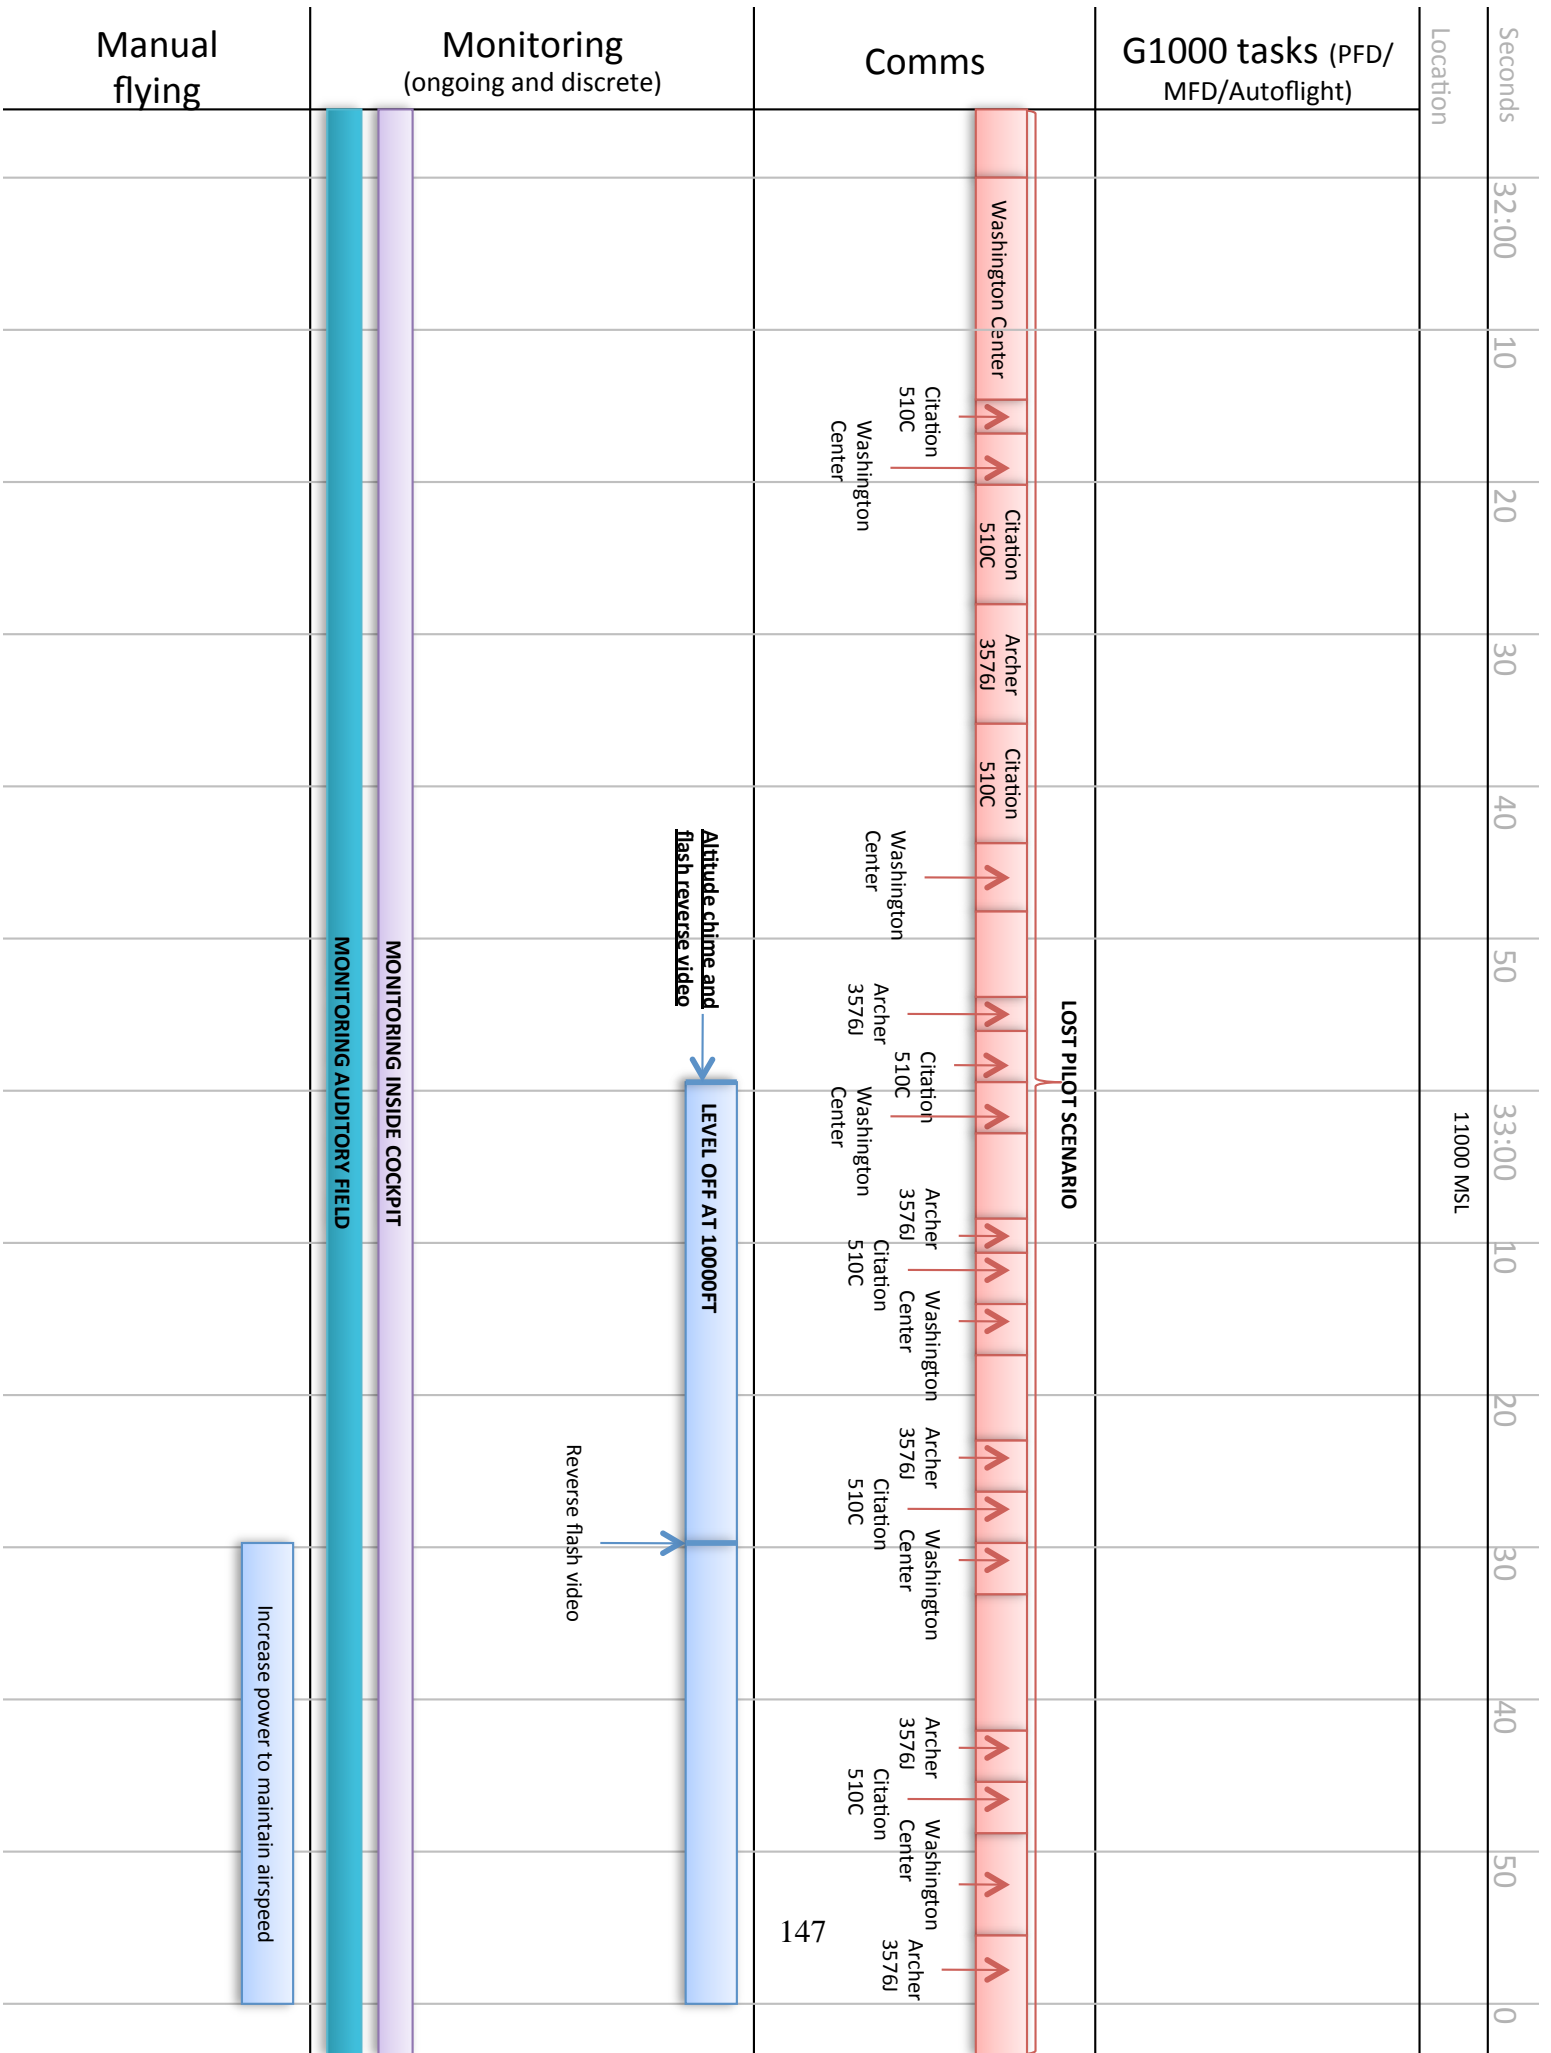 Manual
flying
Monitoring
(ongoing and discrete)
Comms
G1000 tasks (PFD/
MFD/Autoflight)
Location
Seconds
32:00
10
20
30
40
50
33:00
10
20
30
40
50
0
11000 MSL
LOST PILOT SCENARIO
Washington Center
Citation
510C
Washington
Center
Citation
510C
Archer
3576J
Citation
510C
Washington
Center
Archer
3576J
Citation
510C
Washington
Center
Archer
3576J
Citation
510C
Washington
Center
Archer
3576J
Citation
510C
Washington
Center
Archer
3576J
Citation
510C
Washington
Center
Archer
3576J
Altitude chime and
flash reverse video
LEVEL OFF AT 10000FT
Reverse flash video
MONITORING INSIDE COCKPIT
MONITORING AUDITORY FIELD
Increase power to maintain airspeed
147